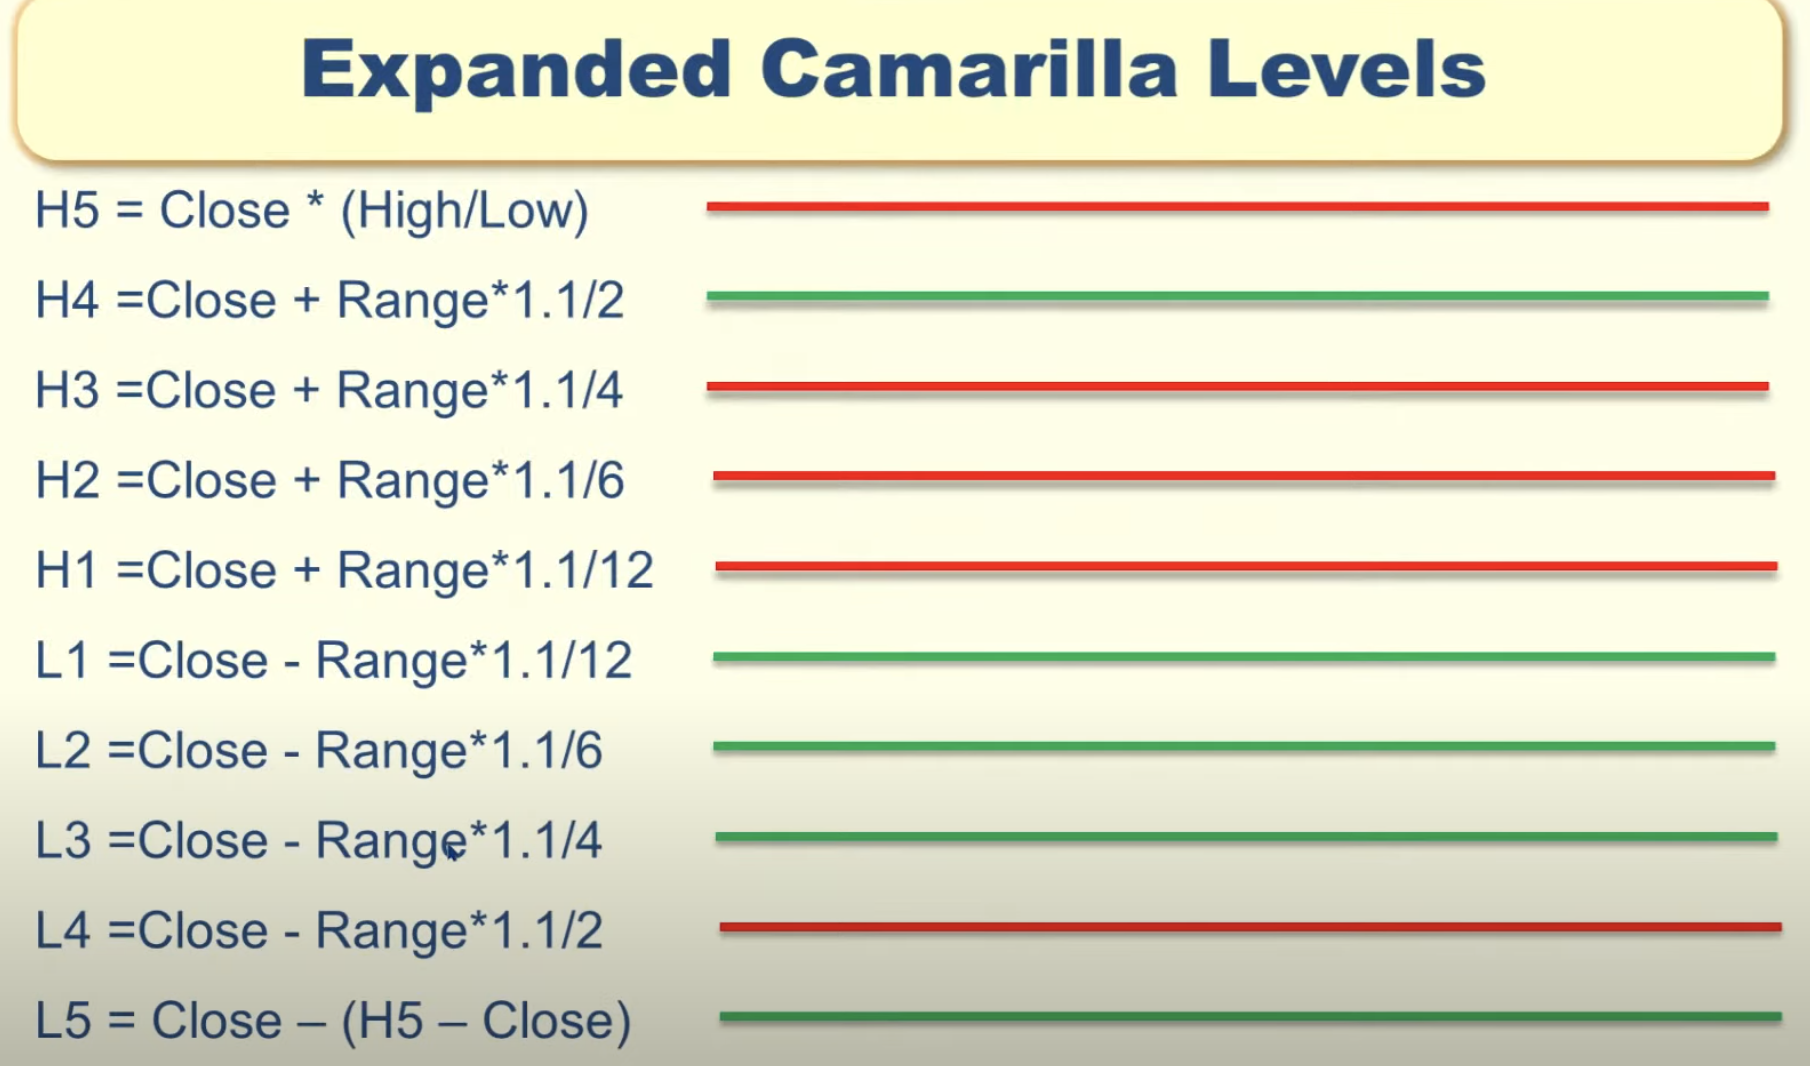 Expanded Camarilla Levels
H5 = Close * (High/Low)
H4 =Close + Range*1.1/2
H3 =Close + Range*1.1/4
H2 =Close + Range*1.1/6
H1 =Close + Range*1.1/12
L1 =Close - Range*1.1/12
L2 =Close - Range*1.1/6
L3 =Close - Range*1.1/4
L4 =Close - Range*1.1/2
L5 = Close – (H5 – Close)